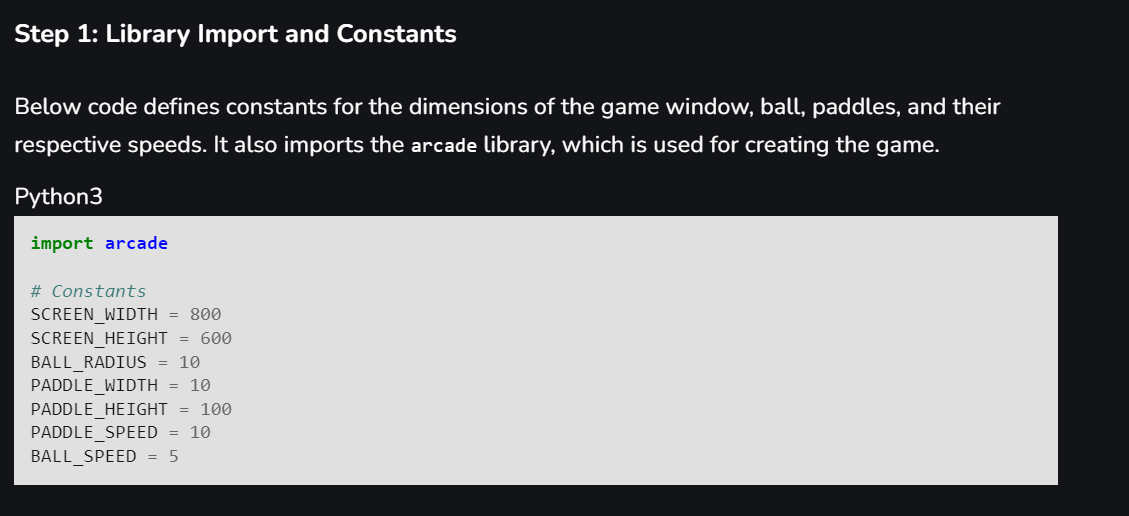 Step 1: Library Import and Constants
Below code defines constants for the dimensions of the game window, ball, paddles, and their
respective speeds. It also imports the arcade library, which is used for creating the game.
Python3
import arcade
# Constants
SCREEN_WIDTH = 800
SCREEN_HEIGHT = 600
BALL_RADIUS = 10
PADDLE_WIDTH = 10
PADDLE_HEIGHT = 100
PADDLE_SPEED = 10
BALL_SPEED = 5